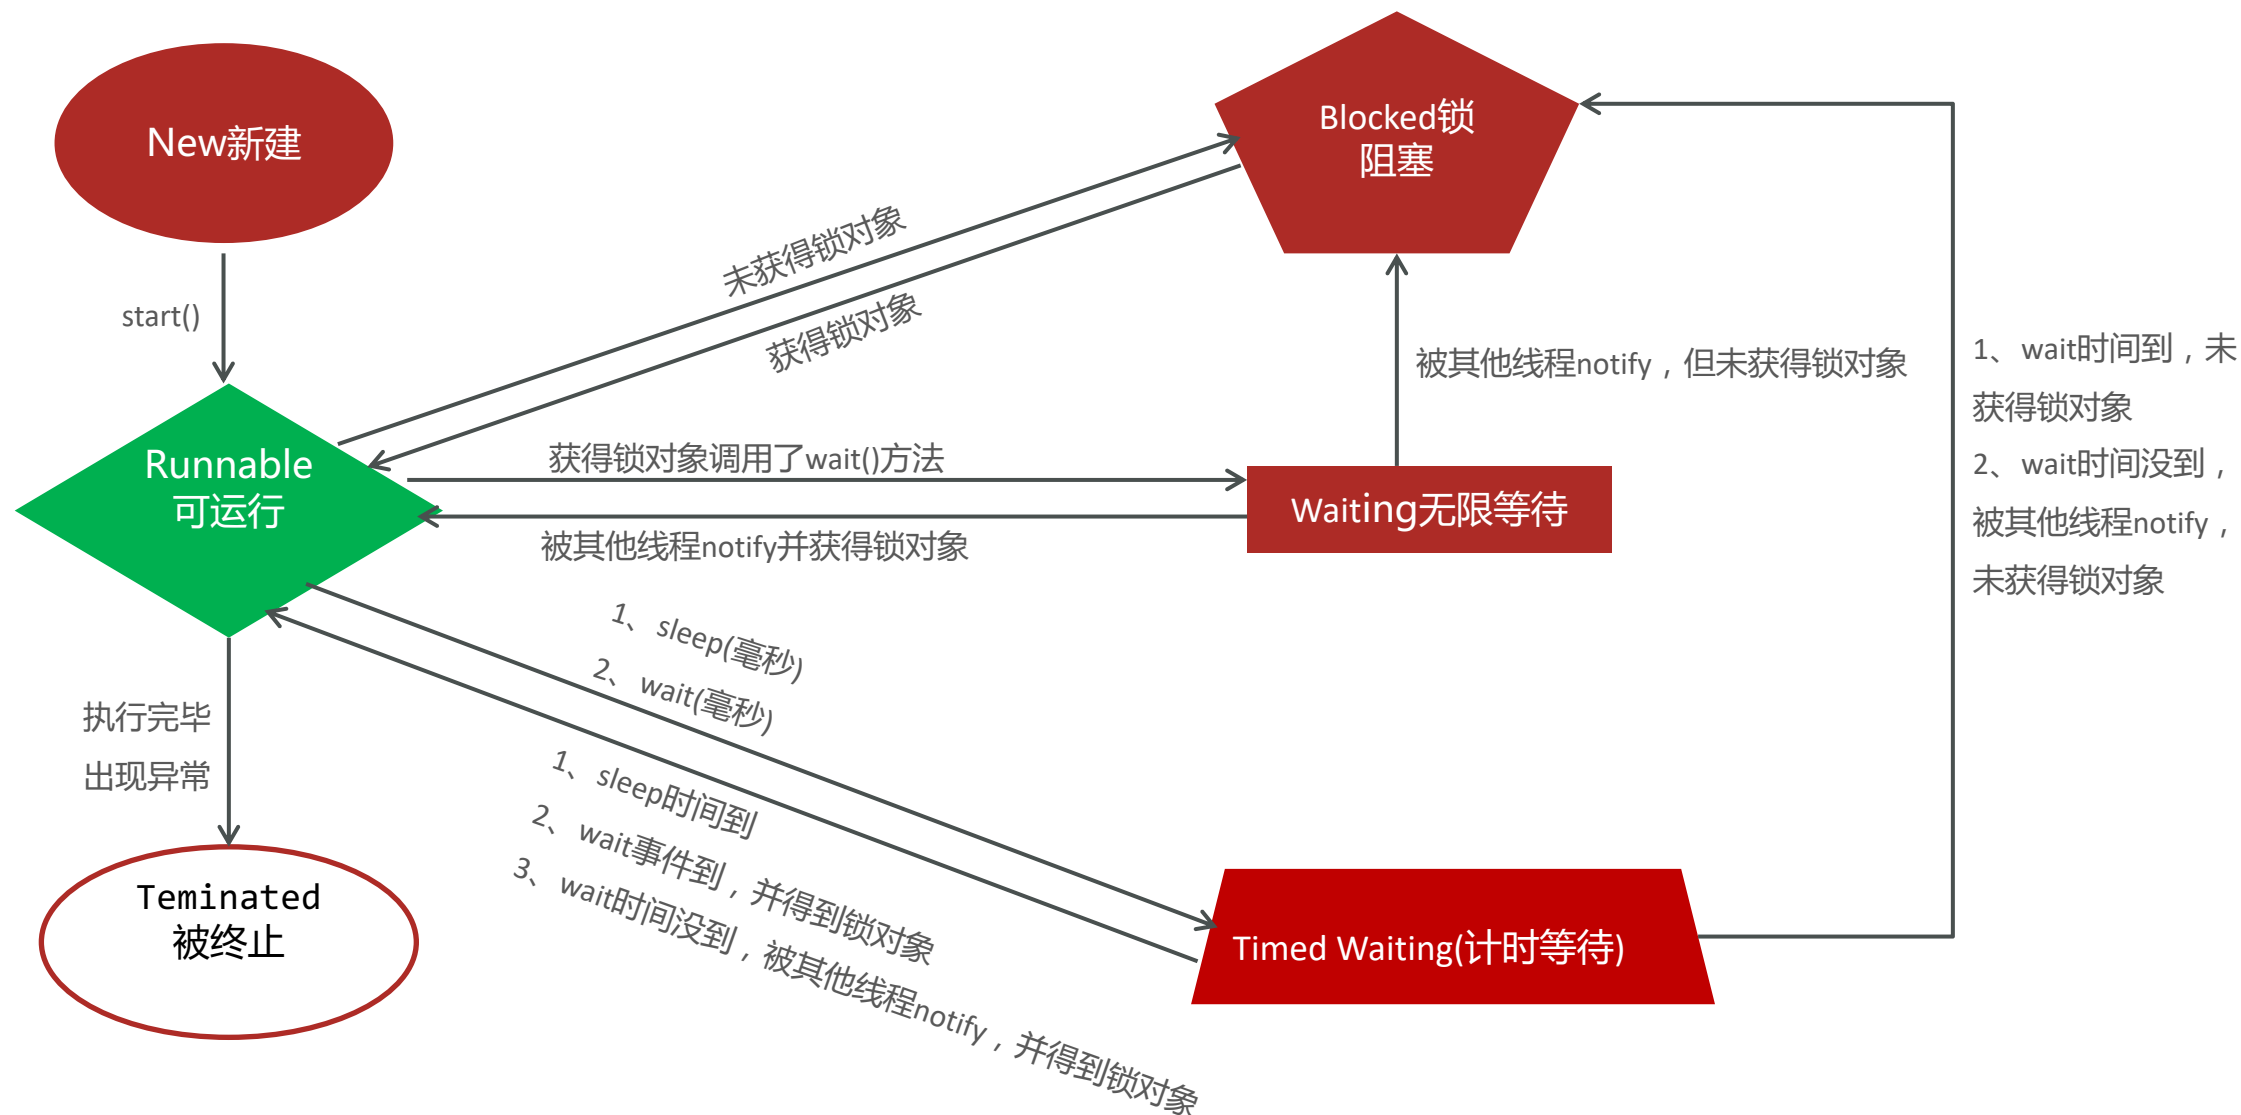 New新建
Blocked锁
阻塞
start()
未获得锁对象
获得锁对象
被其他线程notify，但未获得锁对象
1、wait时间到，未
获得锁对象
2、wait时间没到，
被其他线程notify，
未获得锁对象
Runnable
可运行
获得锁对象调用了wait()方法
被其他线程notify并获得锁对象
Waiting无限等待
1、sleep(毫秒)
2、wait(毫秒)
1、sleep时间到
2、wait事件到，并得到锁对象
3、wait时间没到，被其他线程notify，并得到锁对象
执行完毕
出现异常
Teminated
被终止
Timed Waiting(计时等待)